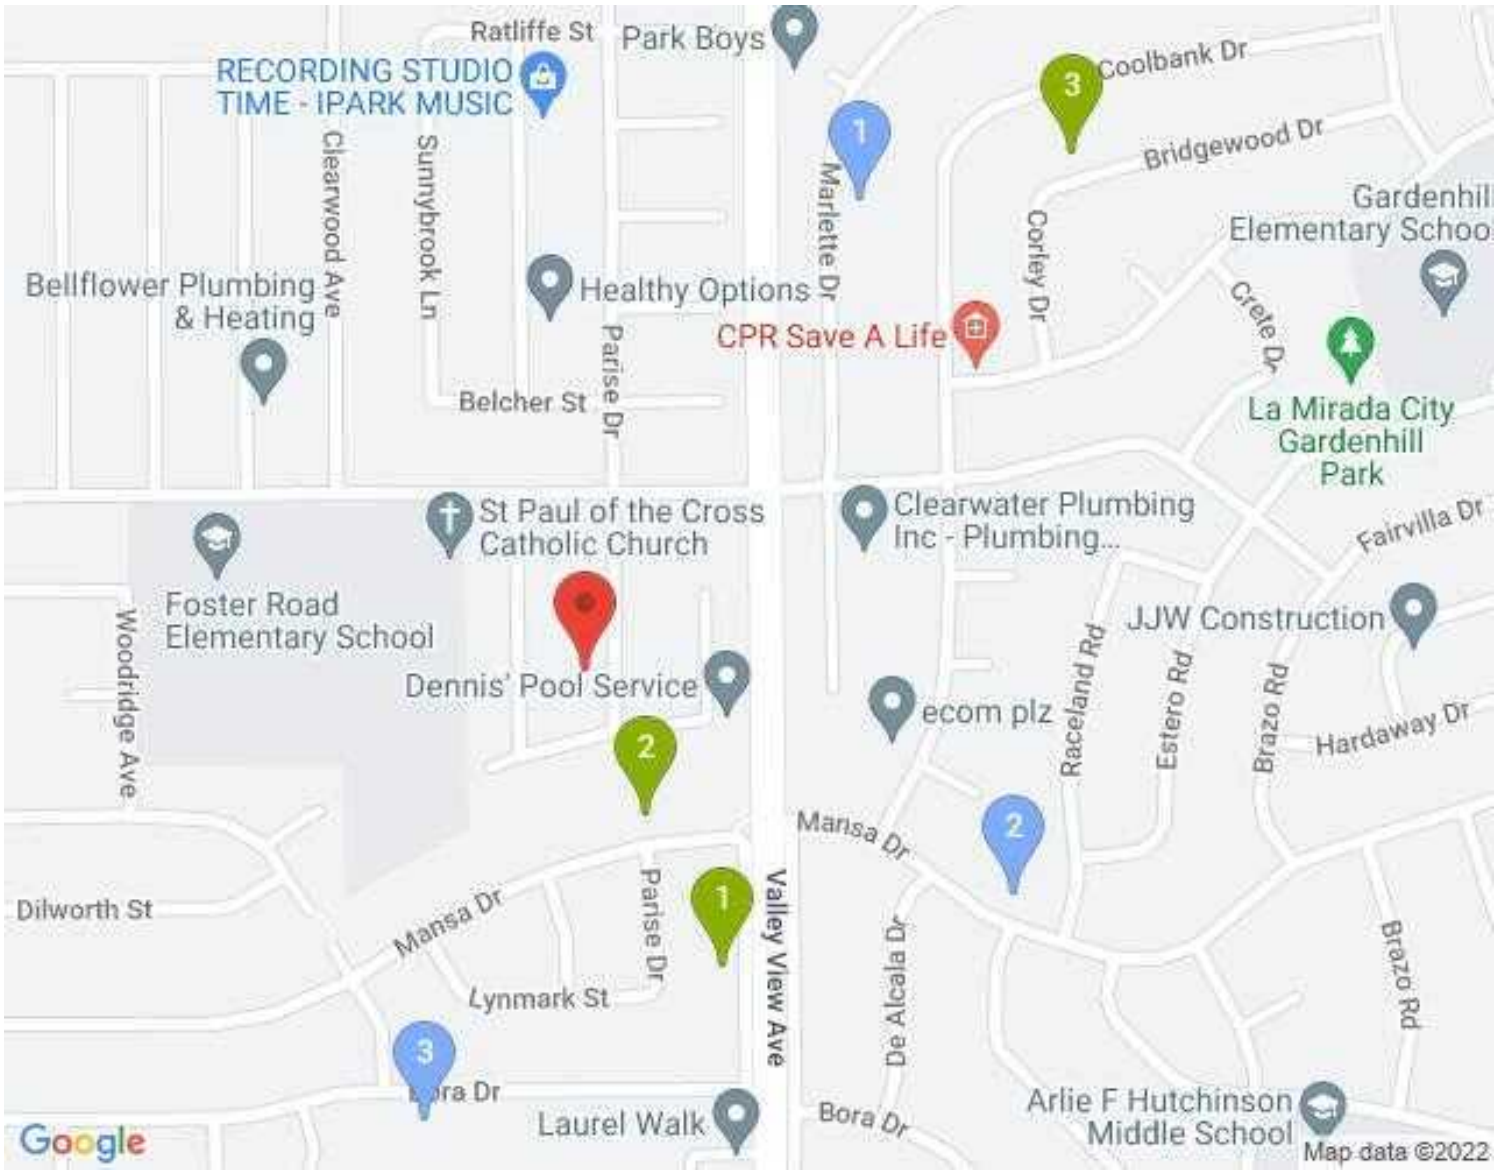 Ratliffe St
Park Boys
Coolbank Dr
RECORDING STUDIO
TIME - IPARK MUSIC
3
1
Bridgewood Dr
Clearwood Ave
Sunnybrook Ln
Marlette Dr
Corley Dr
Gardenhill
Elementary Schoo
Bellflower Plumbing
& Heating
Healthy Options
Crete Dr
CPR Save A Life
Parise Dr
Belcher St
La Mirada City
Gardenhill
Park
St Paul of the Cross
Catholic Church
Clearwater Plumbing
Inc - Plumbing...
Fairvilla Dr
Foster Road
Elementary School
JJW Construction
Woodridge Ave
Dennis' Pool Service
ecom plz
Raceland Rd
Estero Rd
Brazo Rd
Hardaway Dr
2
2
Mansa Dr
1
Dilworth St
Mansa Dr
Parise Dr
Valley View Ave
De Alcala Dr
Brazo Rd
Lynmark St
3
Bora Dr
Laurel Walk
Bora Dr
Arlie F Hutchinson
Middle School
Google
Map data ©2022